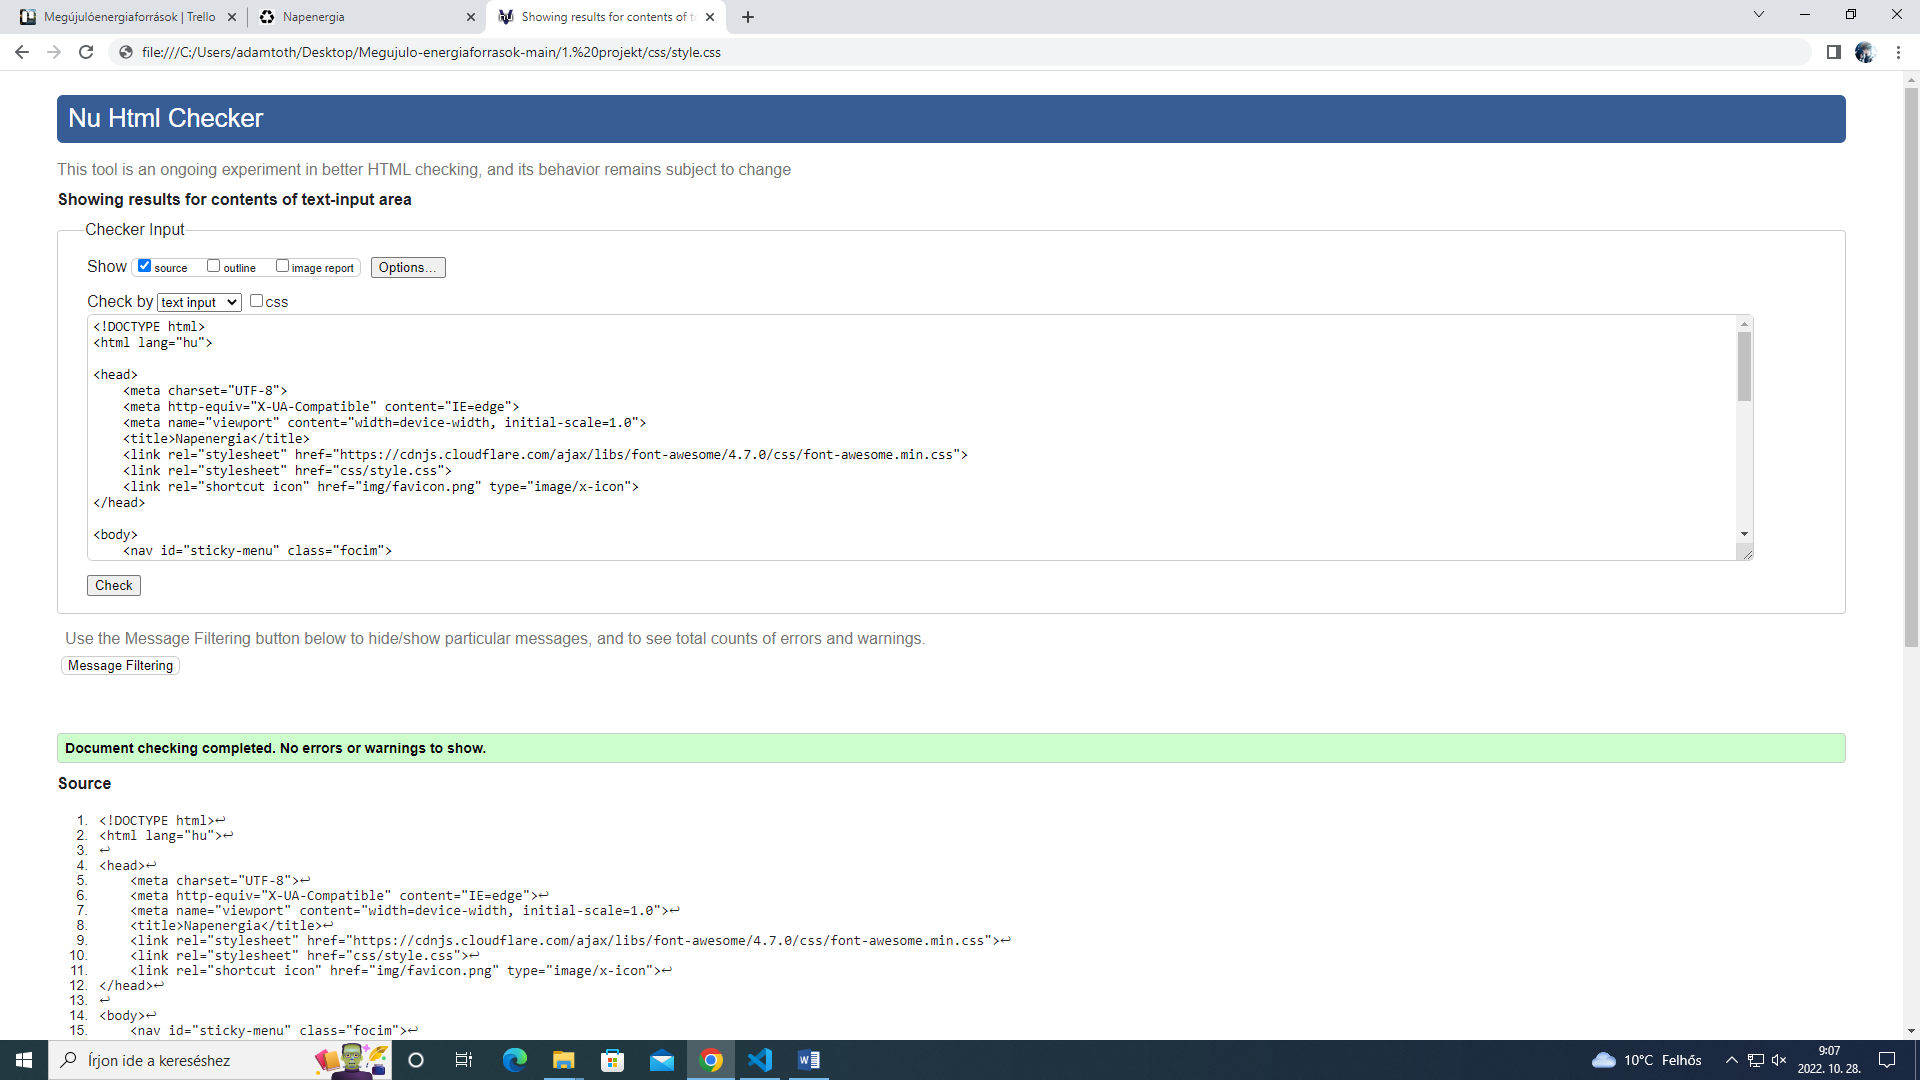 Megújulóenergiaforrások | Trello
Napenergia
Showing results for contents of te
file:///C:/Users/adamtoth/Desktop/Megujulo-energiaforrasok-main/1.%20projekt/css/style.css
Nu Html Checker
This tool is an ongoing experiment in better HTML checking, and its behavior remains subject to change
Showing results for contents of text-input area
Checker Input
Show source outline image report Options...
Check by text input css
<!DOCTYPE html>
<html lang="hu">
<head>
<meta charset="UTF-8">
<meta http-equiv="X-UA-Compatible" content="IE=edge">
<meta name="viewport" content="width=device-width, initial-scale=1.0">
<title>Napenergia</title>
<link rel="stylesheet" href="https://cdnjs.cloudflare.com/ajax/libs/font-awesome/4.7.0/css/font-awesome.min.css">
<link rel="stylesheet" href="css/style.css">
<link rel="shortcut icon" href="img/favicon.png" type="image/x-icon">
</head>
<body>
<nav id="sticky-menu" class="focim">
Check
Use the Message Filtering button below to hide/show particular messages, and to see total counts of errors and warnings.
Message Filtering
Document checking completed. No errors or warnings to show.
Source
1. <!DOCTYPE html>↩
2. <html lang="hu">↩
3. ↩
4. <head>↩
5. <meta charset="UTF-8">↩
6. <meta http-equiv="X-UA-Compatible" content="IE=edge">↩
7. <meta name="viewport" content="width=device-width, initial-scale=1.0">↩
8. <title>Napenergia</title>↩
9. <link rel="stylesheet" href="https://cdnjs.cloudflare.com/ajax/libs/font-awesome/4.7.0/css/font-awesome.min.css">↩
10. <link rel="stylesheet" href="css/style.css">↩
11. <link rel="shortcut icon" href="img/favicon.png" type="image/x-icon">↩
12. </head>↩
13. ↩
14. <body>↩
15. <nav id="sticky-menu" class="focim">↩
Írjon ide a kereséshez
10°C Felhős
9:07
2022. 10. 28.